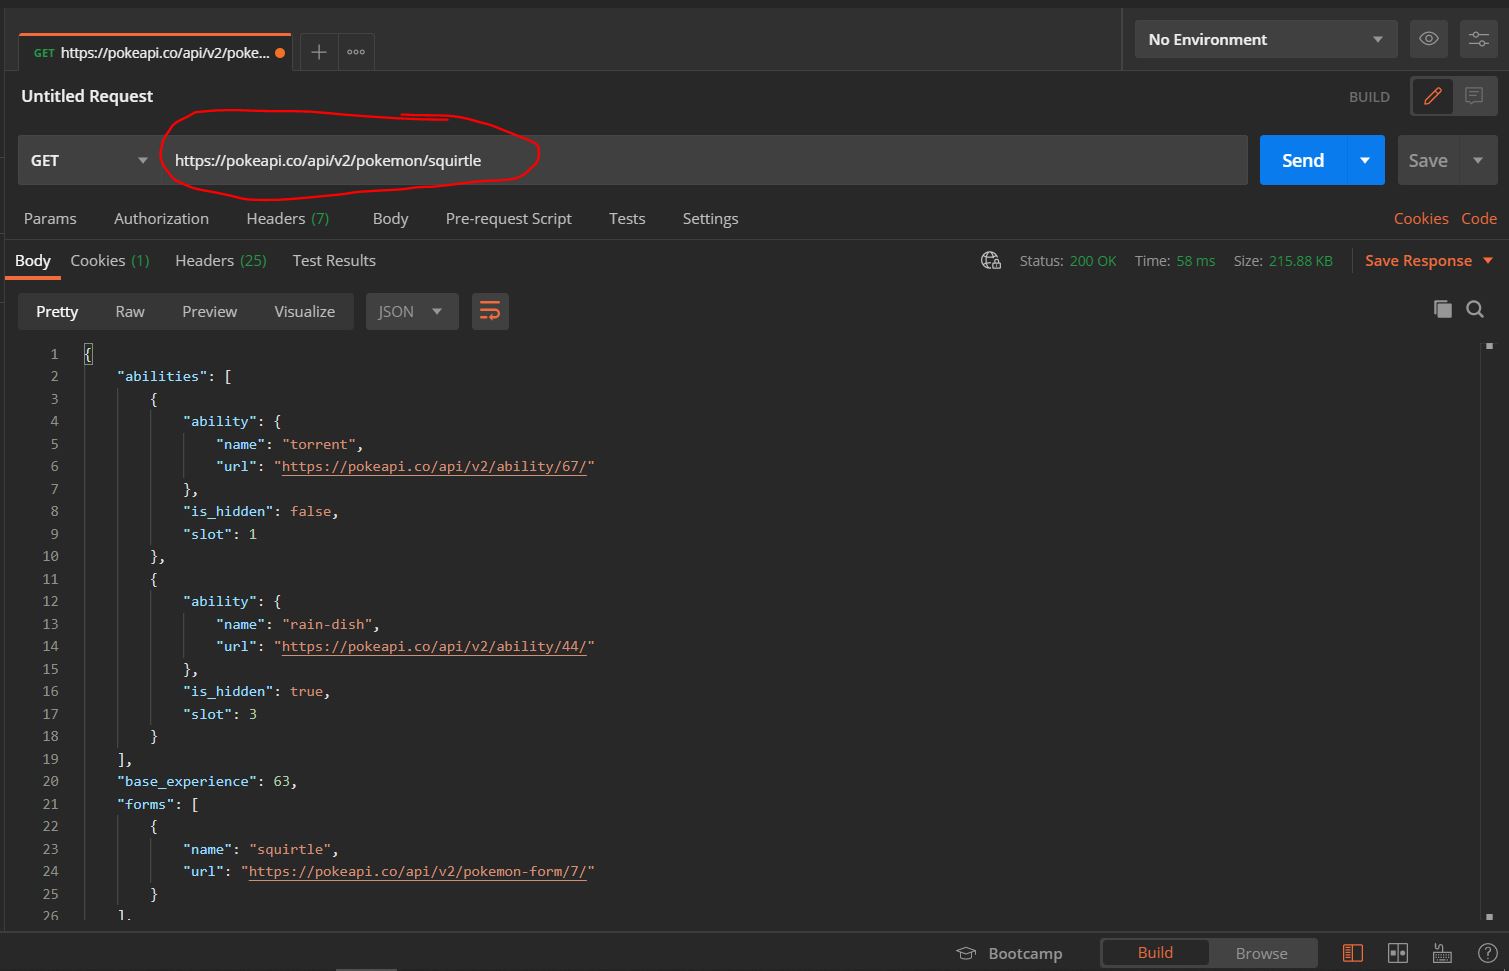 GET https://pokeapi.co/api/v2/poke...
No Environment
Untitled Request
BUILD
GET
https://pokeapi.co/api/v2/pokemon/squirtle
Send
Save
Params Authorization Headers (7) Body Pre-request Script Tests Settings Cookies Code
Body Cookies (1) Headers (25) Test Results Status: 200 OK Time: 58 ms Size: 215.88 KB Save Response
Pretty Raw Preview Visualize JSON
1 {
2 "abilities": [
3 {
4 "ability": {
5 "name": "torrent",
6 "url": "https://pokeapi.co/api/v2/ability/67/"
7 },
8 "is_hidden": false,
9 "slot": 1
10 },
11 {
12 "ability": {
13 "name": "rain-dish",
14 "url": "https://pokeapi.co/api/v2/ability/44/"
15 },
16 "is_hidden": true,
17 "slot": 3
18 }
19 ],
20 "base_experience": 63,
21 "forms": [
22 {
23 "name": "squirtle",
24 "url": "https://pokeapi.co/api/v2/pokemon-form/7/"
25 }
26 ],
Bootcamp Build Browse